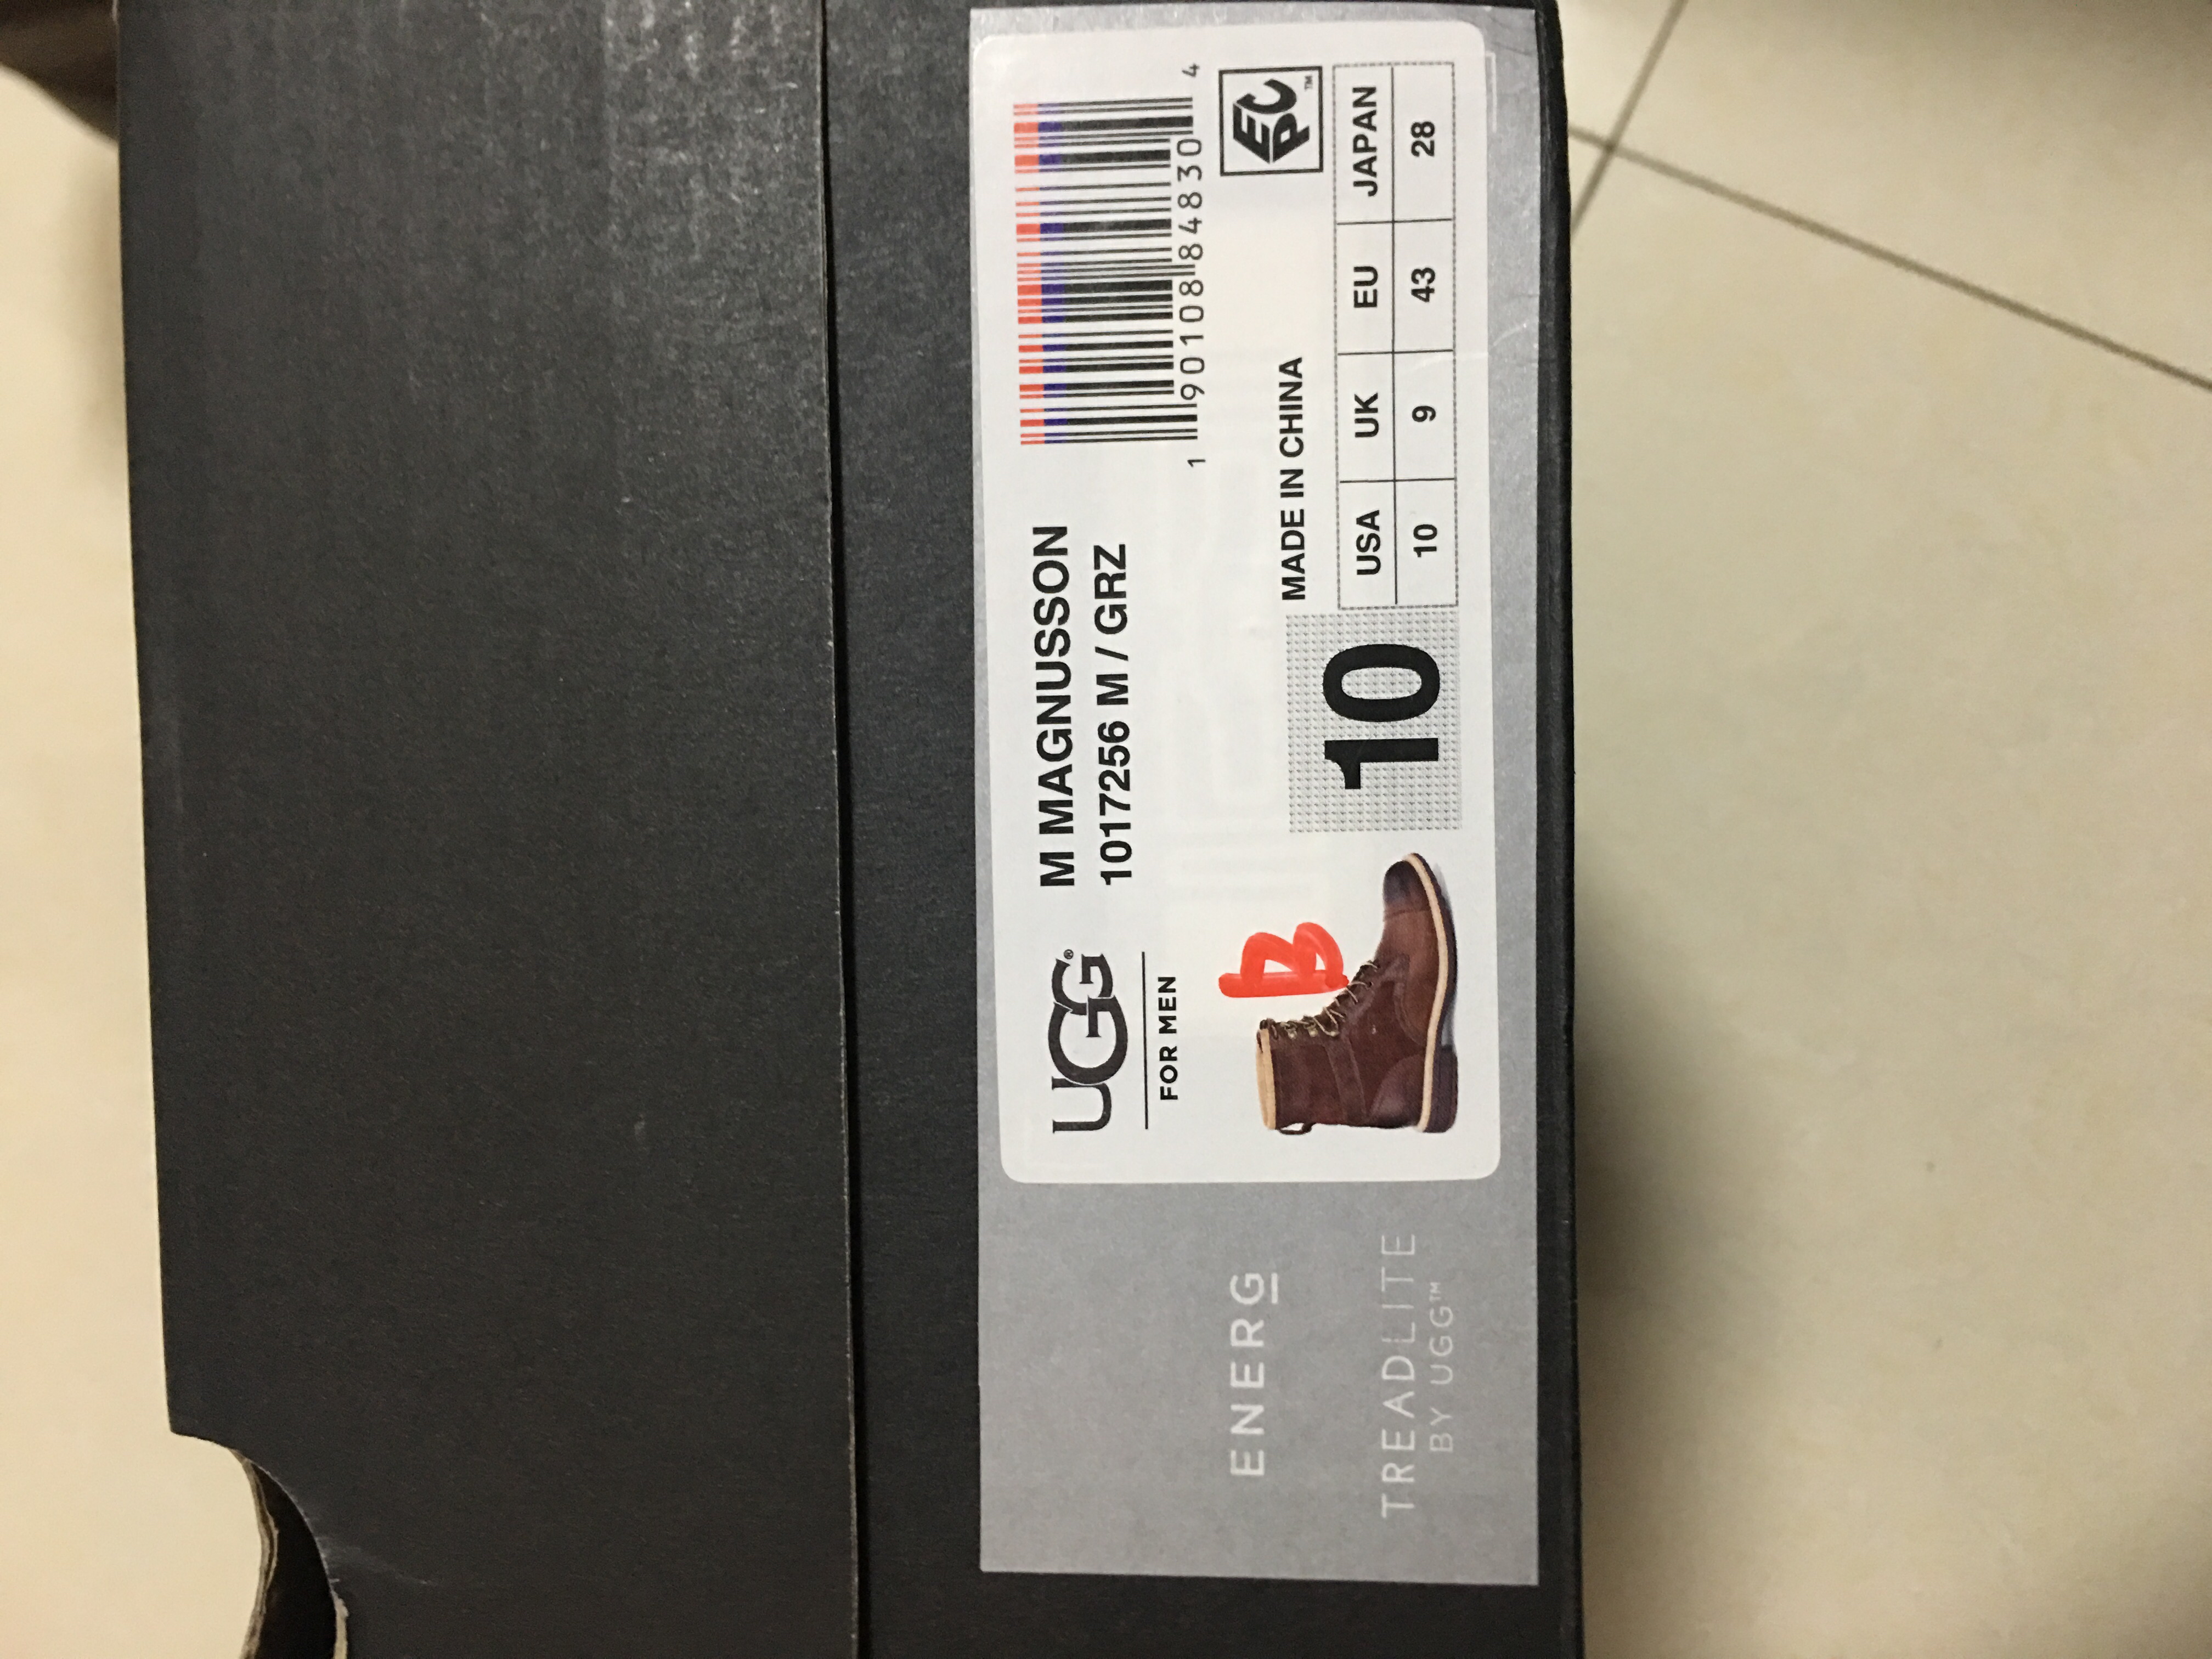 UGG®
FOR MEN
M MAGNUSSON
1017256 M / GRZ
1 90108 84830 4
B
10
MADE IN CHINA
EPC™
USA UK EU JAPAN
10 9 43 28
ENERG
TREADLITE
BY UGG™